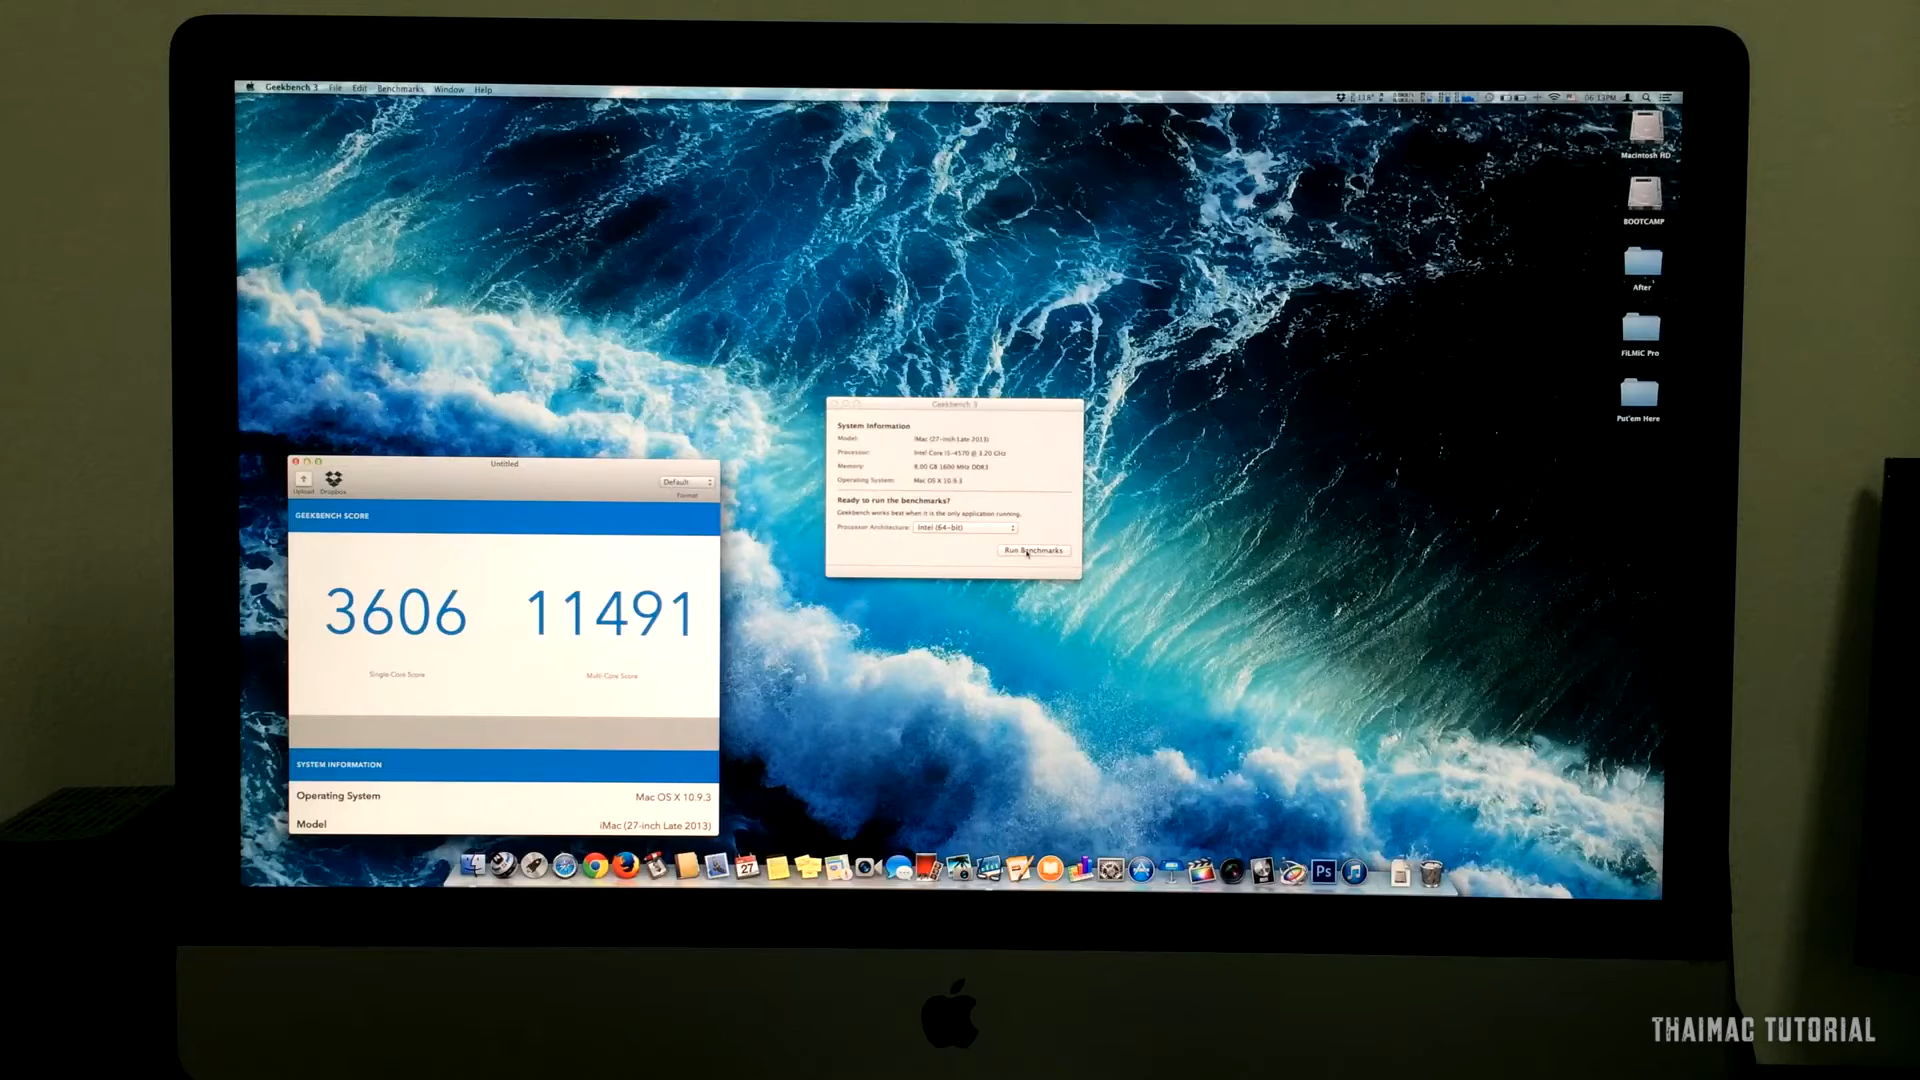 Geekbench 3 File Edit Benchmarks Window Help
06:13PM
Macintosh HD
BOOTCAMP
After
FiLMiC Pro
Put'em Here
Geekbench 3
System Information
Model: iMac (27-inch Late 2013)
Processor: Intel Core i5-4570 @ 3.20 GHz
Memory: 8.00 GB 1600 MHz DDR3
Operating System: Mac OS X 10.9.3
Ready to run the benchmarks?
Geekbench works best when it is the only application running.
Processor Architecture: Intel (64-bit)
Run Benchmarks
Untitled
Upload Dropbox
Default
Format
GEEKBENCH SCORE
3606 11491
Single-Core Score Multi-Core Score
SYSTEM INFORMATION
Operating System Mac OS X 10.9.3
Model iMac (27-inch Late 2013)
27
Ps
THAIMAC TUTORIAL